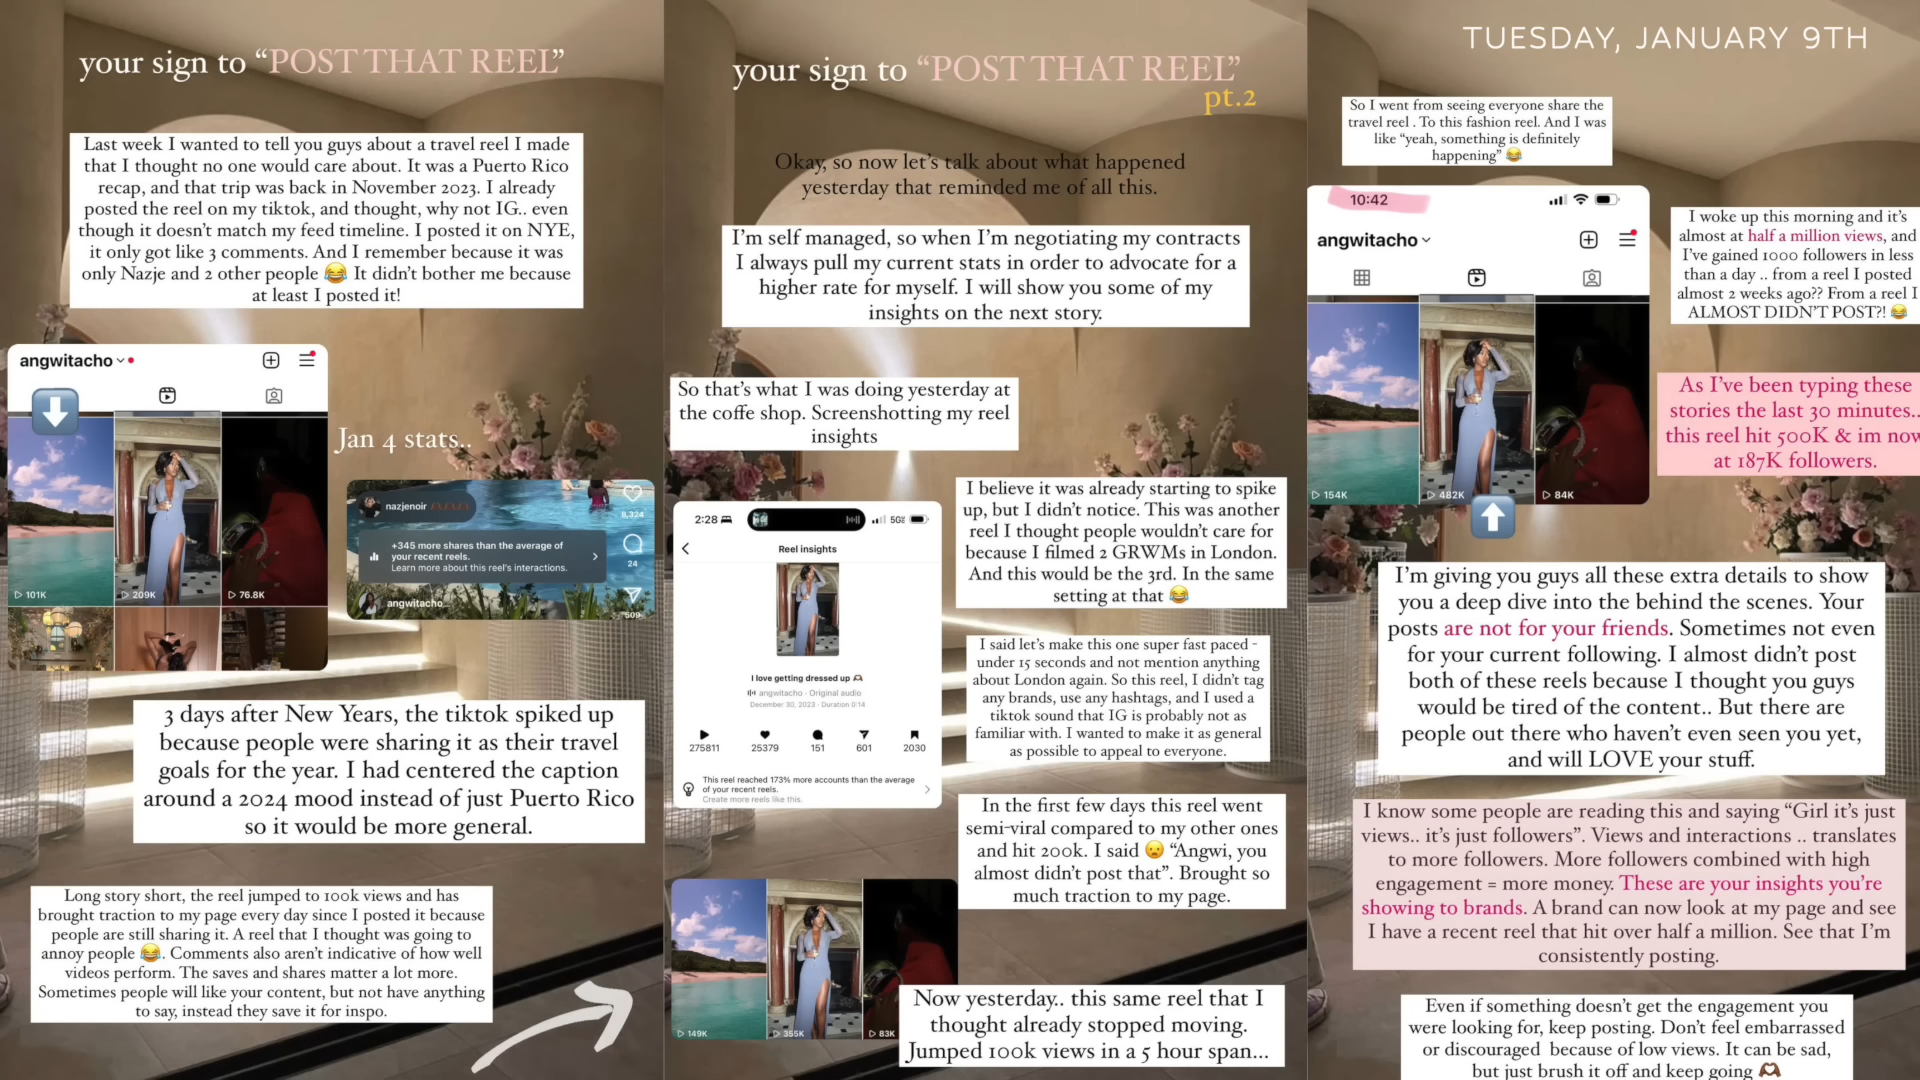 your sign to “POST THAT REEL”
Last week I wanted to tell you guys about a travel reel I made
that I thought no one would care about. It was a Puerto Rico
recap, and that trip was back in November 2023. I already
posted the reel on my tiktok, and thought, why not IG.. even
though it doesn’t match my feed timeline. I posted it on NYE,
it only got like 3 comments. And I remember because it was
only Nazje and 2 other people 😂 It didn’t bother me because
at least I posted it!
angwitacho
101K
209K
76.8K
Jan 4 stats..
nazjenoir
+345 more shares than the average of
your recent reels.
Learn more about this reel’s interactions.
angwitacho
8,324
24
509
3 days after New Years, the tiktok spiked up
because people were sharing it as their travel
goals for the year. I had centered the caption
around a 2024 mood instead of just Puerto Rico
so it would be more general.
Long story short, the reel jumped to 100k views and has
brought traction to my page every day since I posted it because
people are still sharing it. A reel that I thought was going to
annoy people 😂. Comments also aren’t indicative of how well
videos perform. The saves and shares matter a lot more.
Sometimes people will like your content, but not have anything
to say, instead they save it for inspo.
your sign to “POST THAT REEL”
pt.2
Okay, so now let’s talk about what happened
yesterday that reminded me of all this.
I’m self managed, so when I’m negotiating my contracts
I always pull my current stats in order to advocate for a
higher rate for myself. I will show you some of my
insights on the next story.
So that’s what I was doing yesterday at
the coffe shop. Screenshotting my reel
insights
2:28
5G
Reel insights
I love getting dressed up 🫶🏾
angwitacho · Original audio
December 30, 2023 · Duration 0:14
275811
25379
151
601
2030
This reel reached 173% more accounts than the average
of your recent reels.
Create more reels like this.
I believe it was already starting to spike
up, but I didn’t notice. This was another
reel I thought people wouldn’t care for
because I filmed 2 GRWMs in London.
And this would be the 3rd. In the same
setting at that 😂
I said let’s make this one super fast paced -
under 15 seconds and not mention anything
about London again. So this reel, I didn’t tag
any brands, use any hashtags, and I used a
tiktok sound that IG is probably not as
familiar with. I wanted to make it as general
as possible to appeal to everyone.
In the first few days this reel went
semi-viral compared to my other ones
and hit 200k. I said 😦 “Angwi, you
almost didn’t post that”. Brought so
much traction to my page.
149K
355K
83K
Now yesterday.. this same reel that I
thought already stopped moving.
Jumped 100k views in a 5 hour span...
TUESDAY, JANUARY 9TH
So I went from seeing everyone share the
travel reel . To this fashion reel. And I was
like “yeah, something is definitely
happening” 😂
10:42
angwitacho
154K
482K
84K
I woke up this morning and it’s
almost at half a million views, and
I’ve gained 1000 followers in less
than a day .. from a reel I posted
almost 2 weeks ago?? From a reel I
ALMOST DIDN’T POST?! 😂
As I’ve been typing these
stories the last 30 minutes..
this reel hit 500K & im now
at 187K followers.
I’m giving you guys all these extra details to show
you a deep dive into the behind the scenes. Your
posts are not for your friends. Sometimes not even
for your current following. I almost didn’t post
both of these reels because I thought you guys
would be tired of the content.. But there are
people out there who haven’t even seen you yet,
and will LOVE your stuff.
I know some people are reading this and saying “Girl it’s just
views.. it’s just followers”. Views and interactions .. translates
to more followers. More followers combined with high
engagement = more money. These are your insights you’re
showing to brands. A brand can now look at my page and see
I have a recent reel that hit over half a million. See that I’m
consistently posting.
Even if something doesn’t get the engagement you
were looking for, keep posting. Don’t feel embarrassed
or discouraged because of low views. It can be sad,
but just brush it off and keep going 🫶🏾